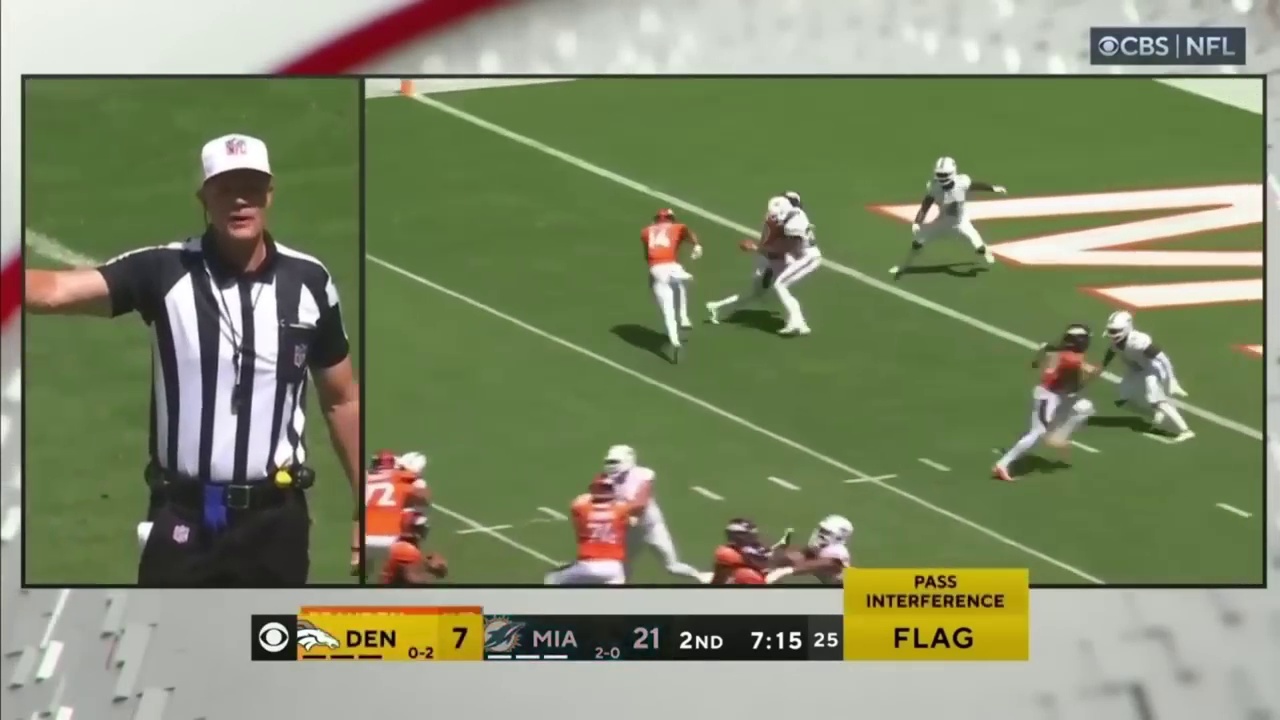 CBS | NFL
14
72
PASS
INTERFERENCE
FLAG
DEN 0-2 7
MIA 2-0 21
2ND 7:15 25